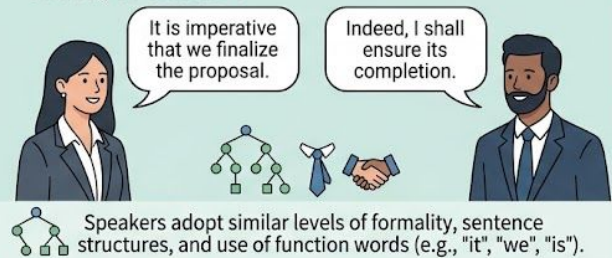 It is imperative
that we finalize
the proposal.
Indeed, I shall
ensure its
completion.
Speakers adopt similar levels of formality, sentence
structures, and use of function words (e.g., "it", "we", "is").